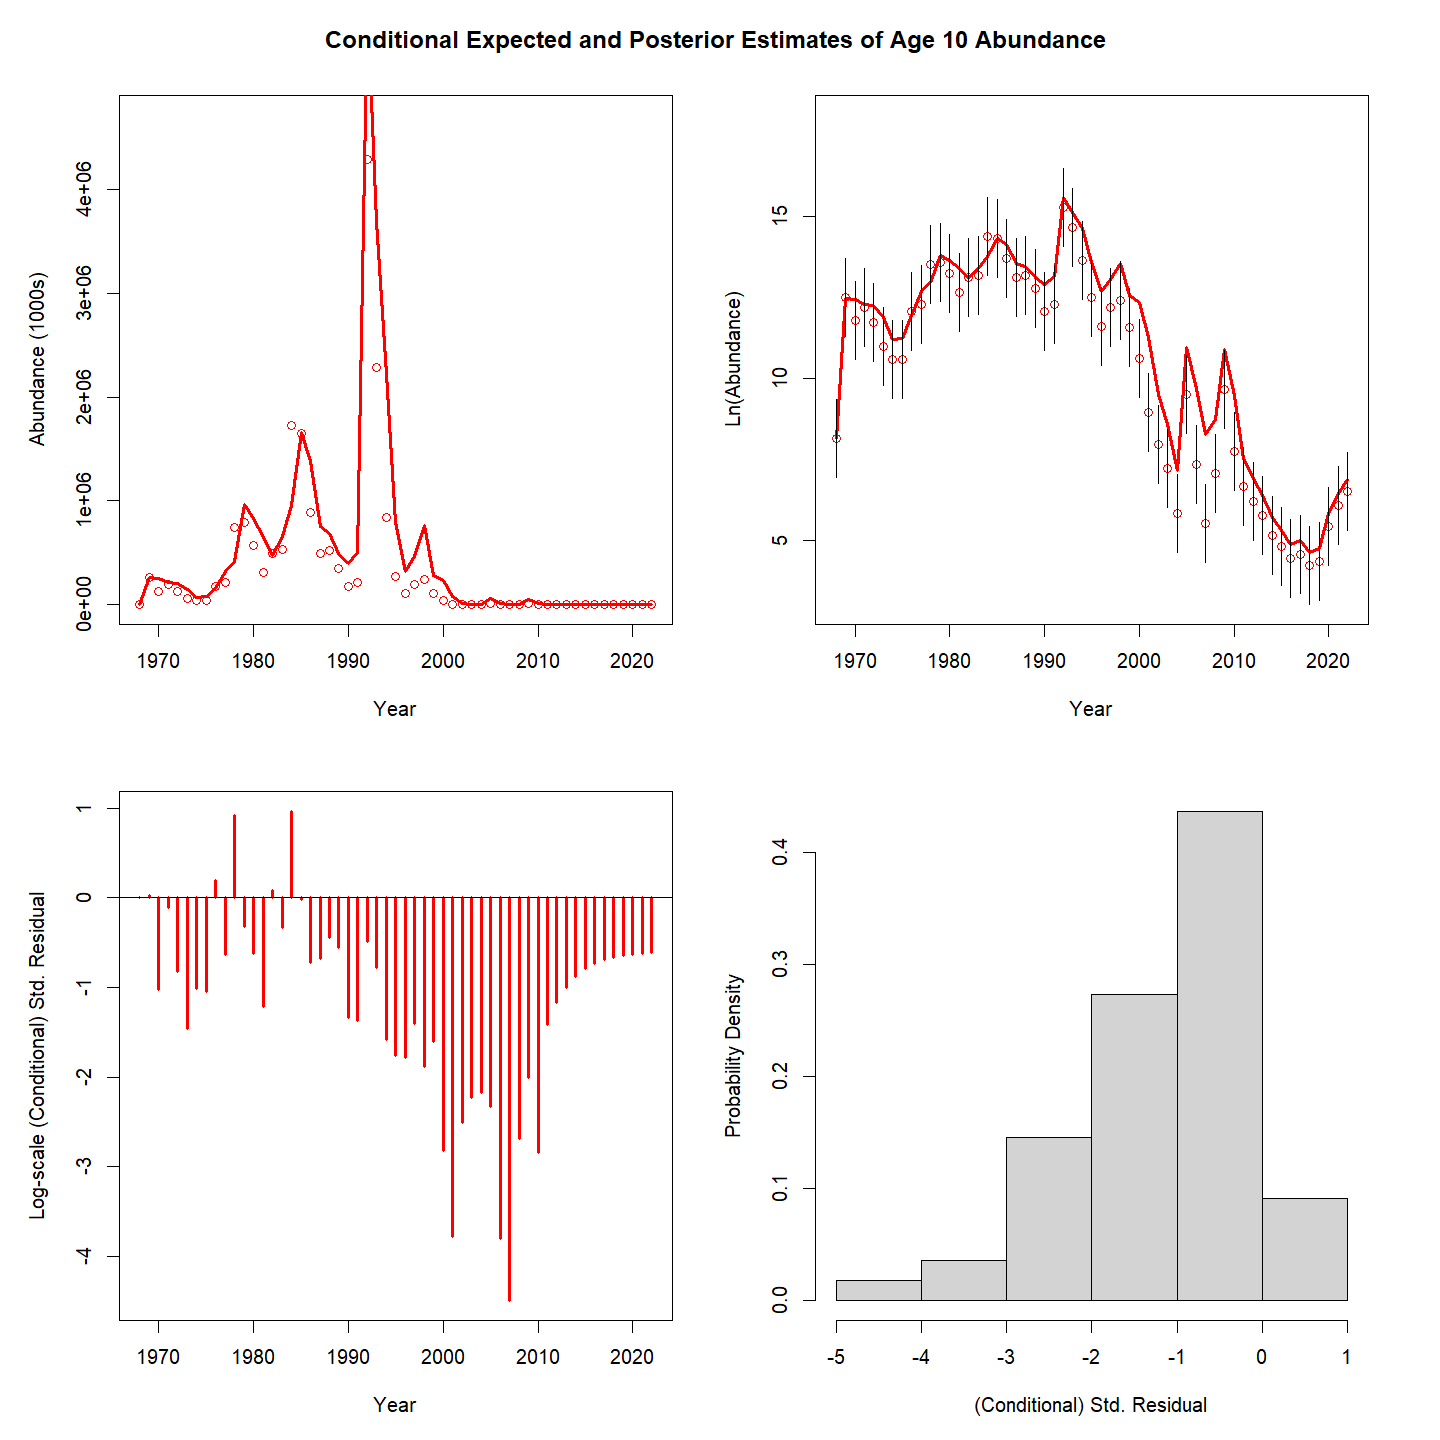 Conditional Expected and Posterior Estimates of Age 10 Abundance
Abundance (1000s)
0e+00 1e+06 2e+06 3e+06 4e+06
1970 1980 1990 2000 2010 2020
Year
Ln(Abundance)
5 10 15
1970 1980 1990 2000 2010 2020
Year
Log-scale (Conditional) Std. Residual
-4 -3 -2 -1 0 1
1970 1980 1990 2000 2010 2020
Year
Probability Density
0.0 0.1 0.2 0.3 0.4
-5 -4 -3 -2 -1 0 1
(Conditional) Std. Residual